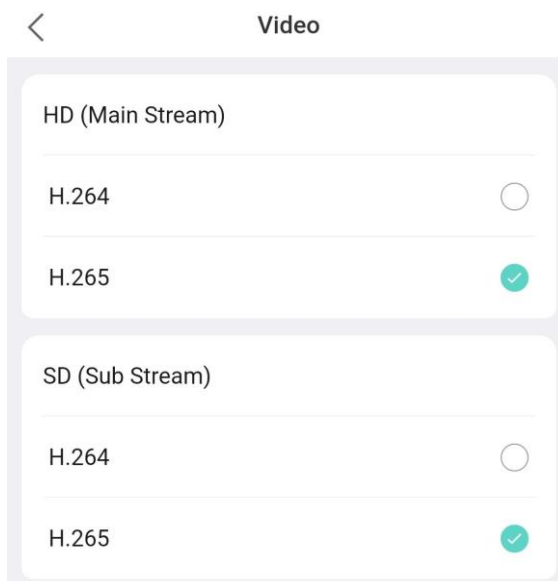 Video
HD (Main Stream)
H.264
H.265
SD (Sub Stream)
H.264
H.265